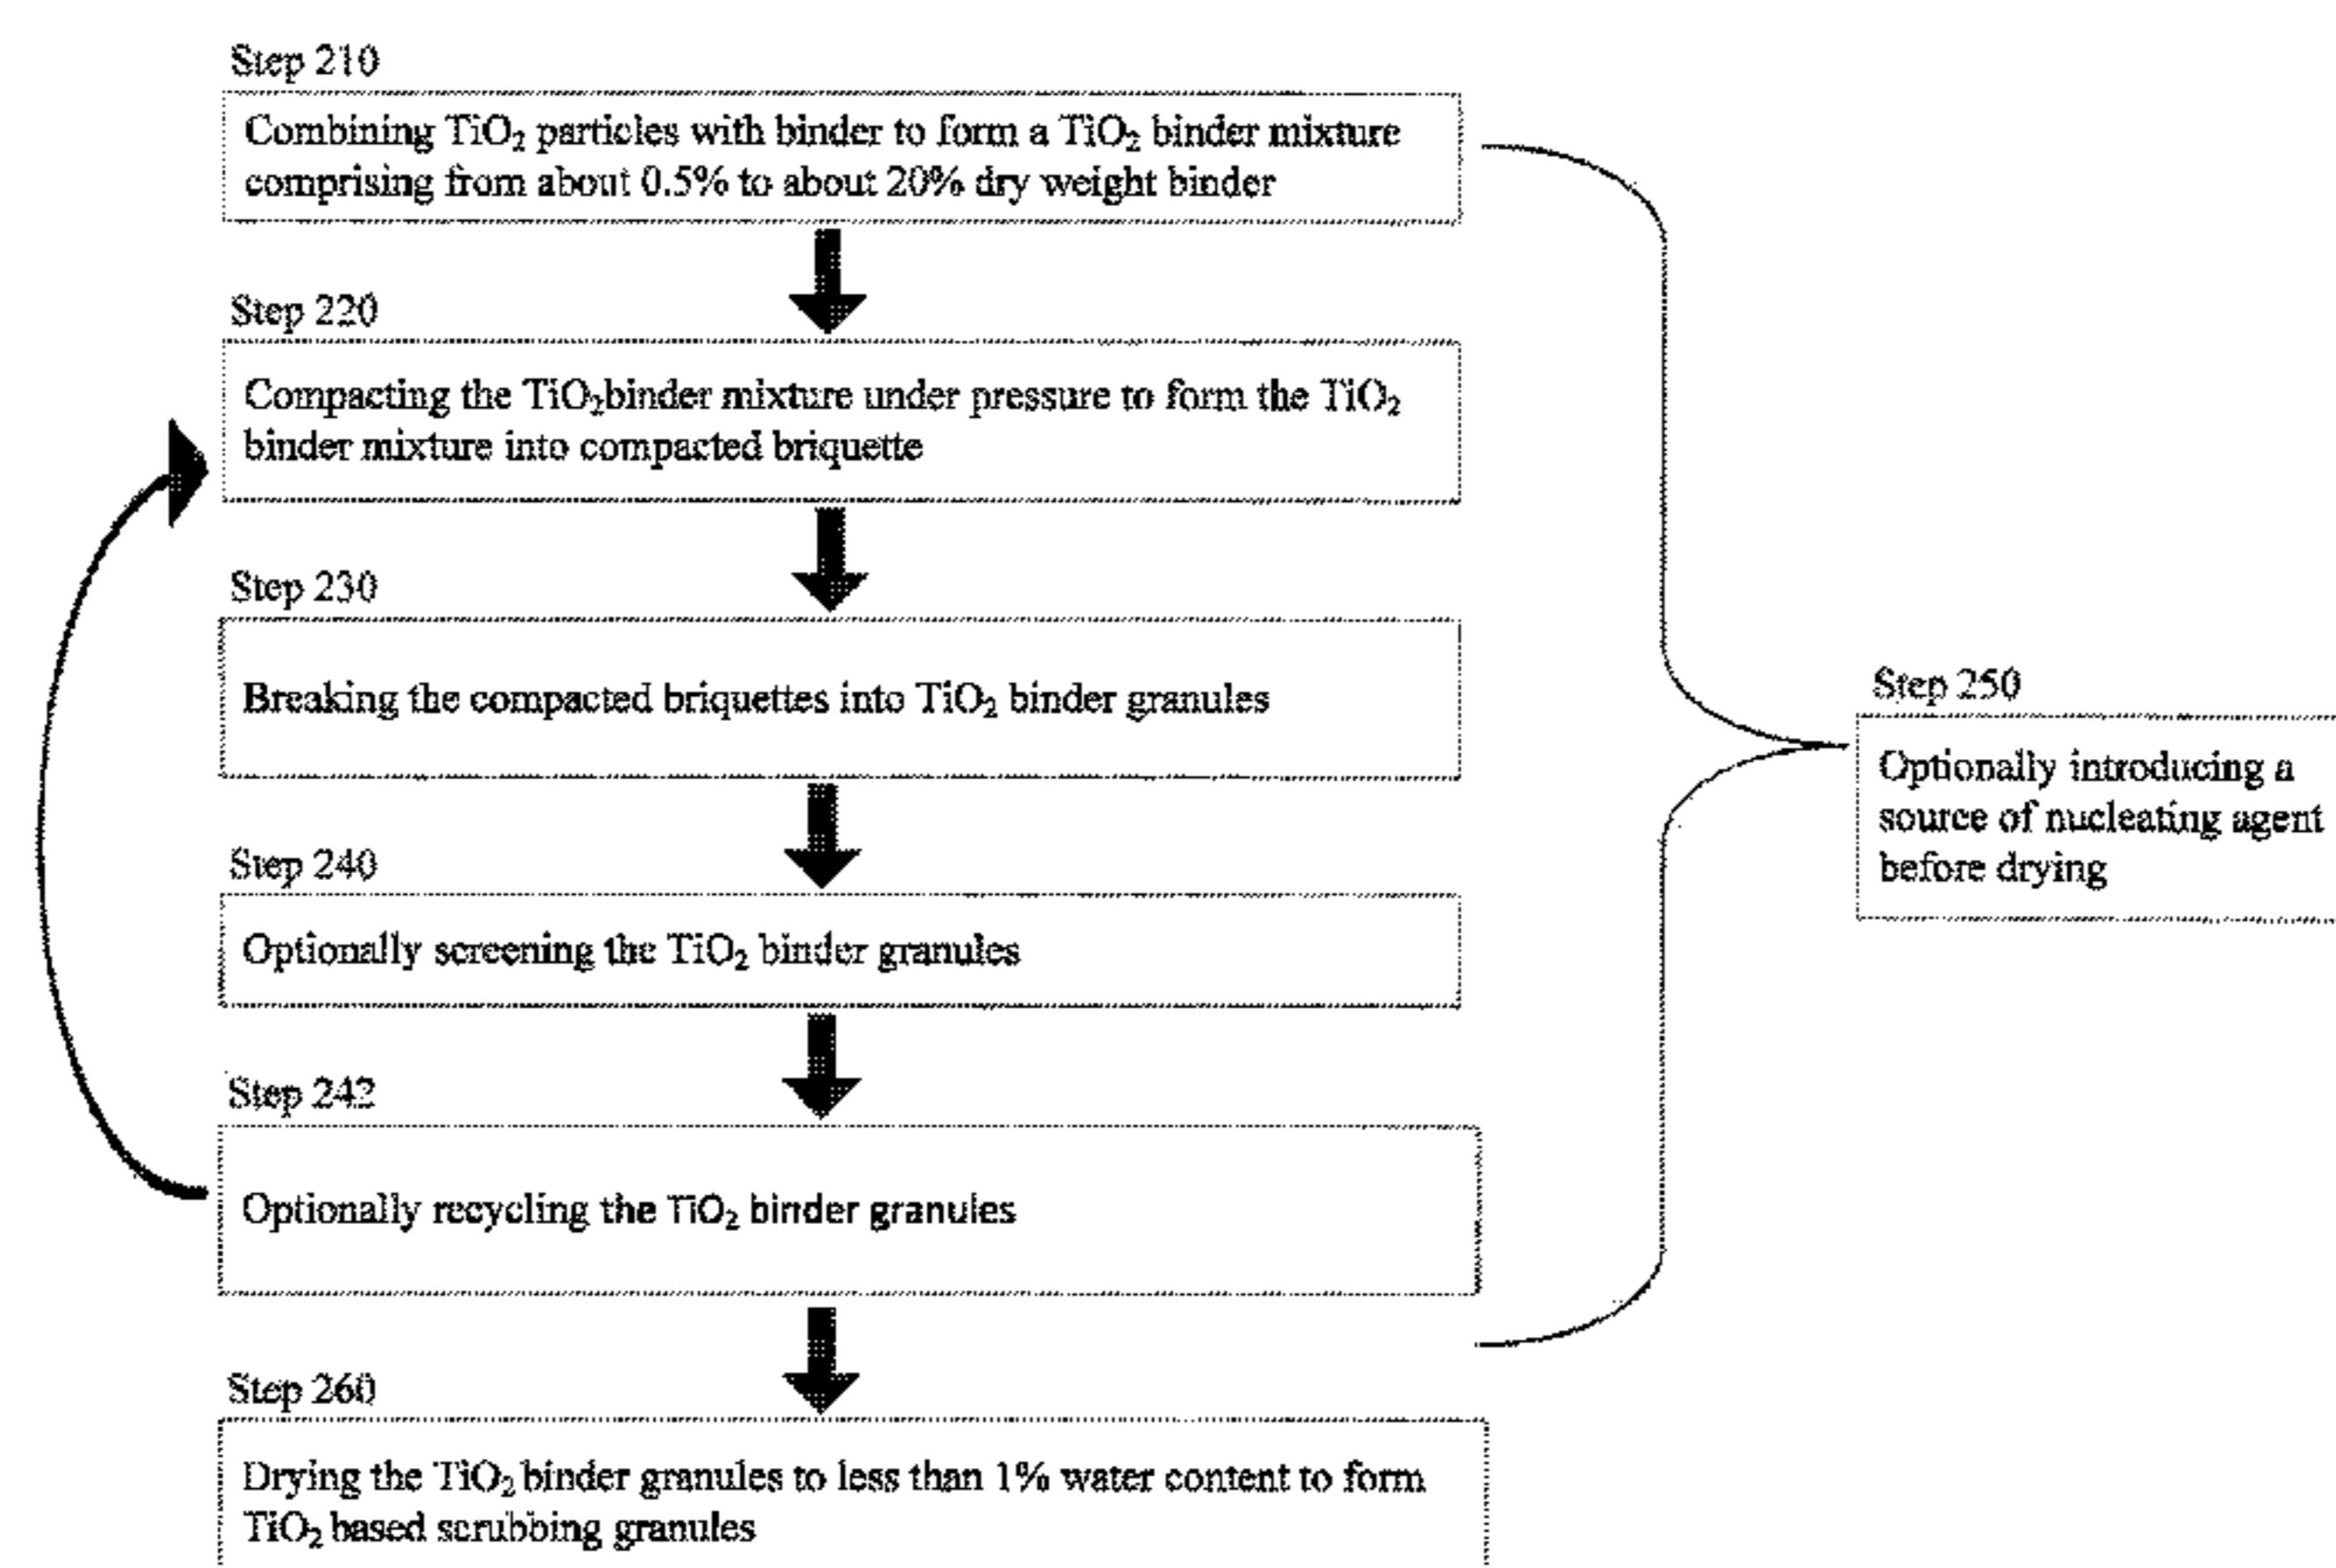 Step 210
Combining TiO₂ particles with binder to form a TiO₂ binder mixture
comprising from about 0.5% to about 20% dry weight binder
Step 220
Compacting the TiO₂binder mixture under pressure to form the TiO₂
binder mixture into compacted briquette
Step 230
Breaking the compacted briquettes into TiO₂ binder granules
Step 240
Optionally screening the TiO₂ binder granules
Step 242
Optionally recycling the TiO₂ binder granules
Step 250
Optionally introducing a
source of nucleating agent
before drying
Step 260
Drying the TiO₂ binder granules to less than 1% water content to form
TiO₂ based scrubbing granules